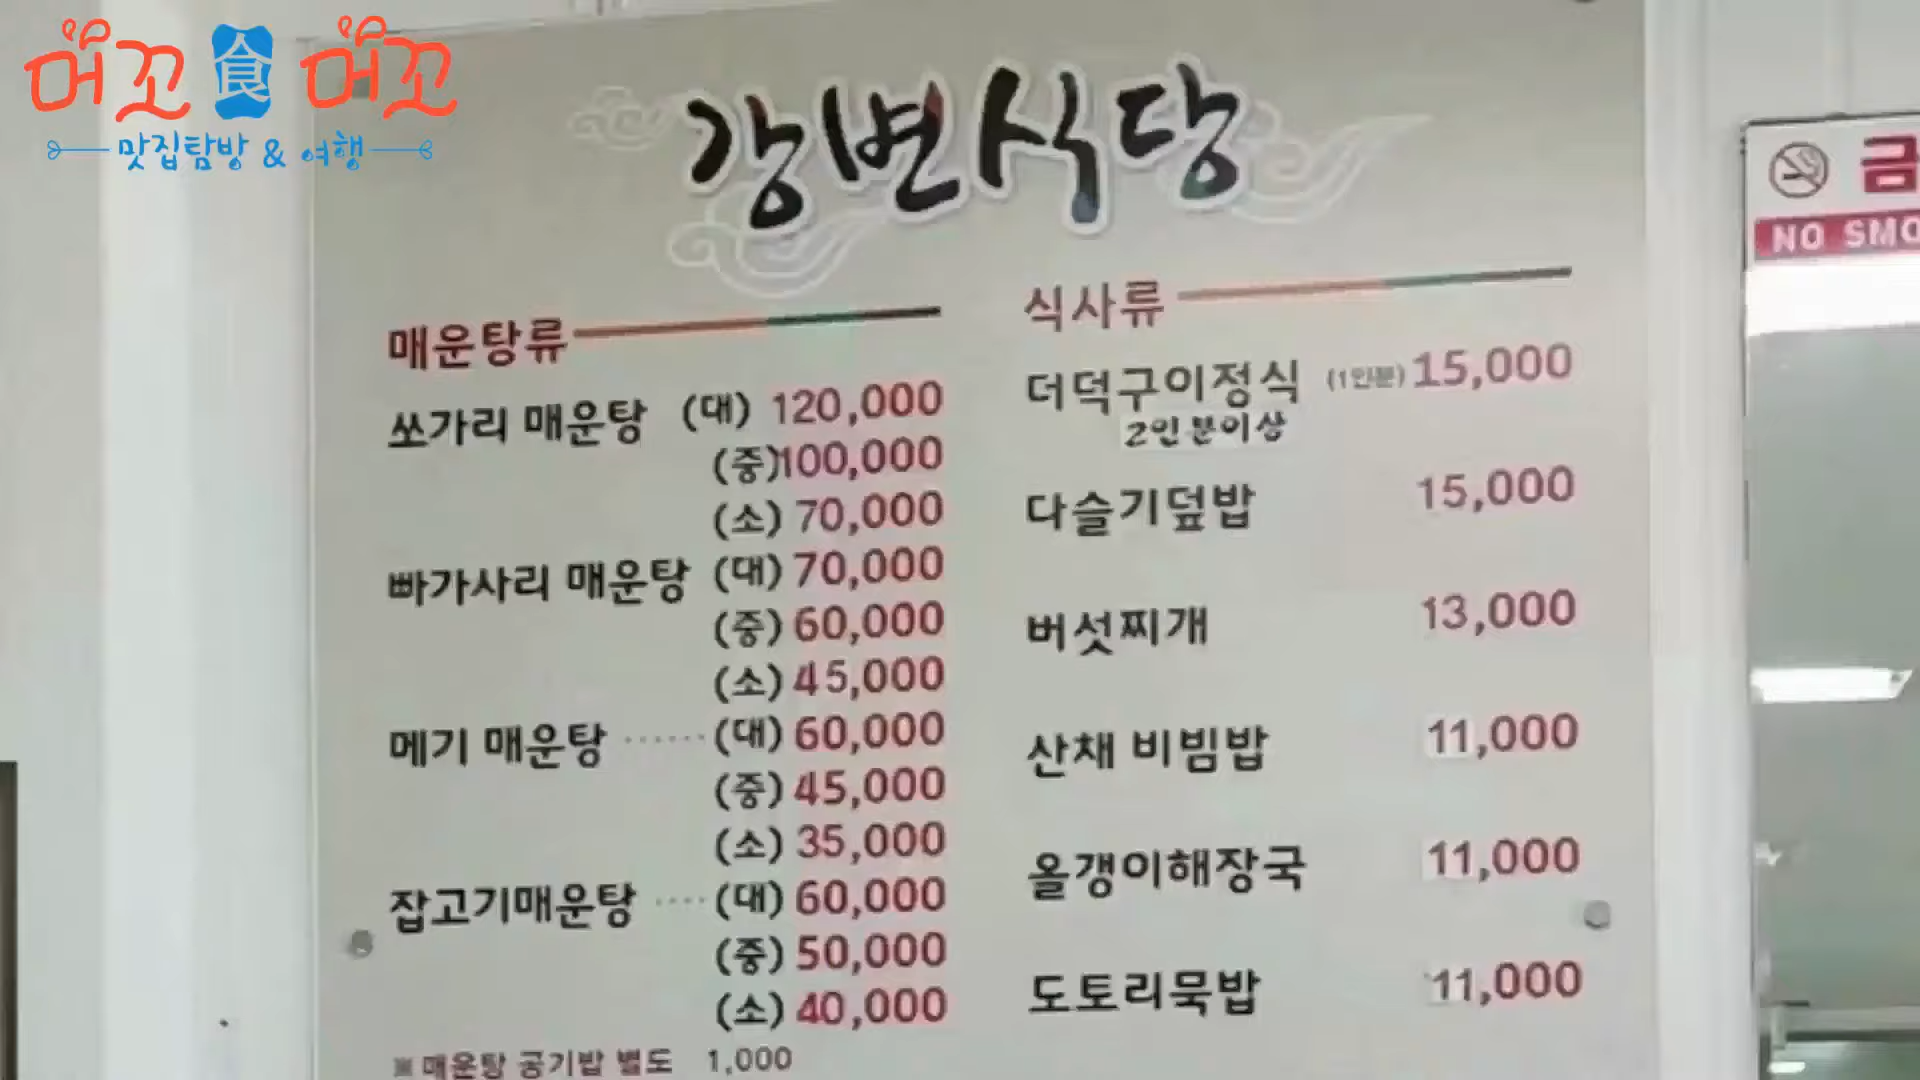 머꼬 食 머꼬
맛집탐방 & 여행
강변식당
매운탕류
쏘가리 매운탕 (대) 120,000
(중)100,000
(소) 70,000
빠가사리 매운탕 (대) 70,000
(중) 60,000
(소) 45,000
메기 매운탕 ······ (대) 60,000
(중) 45,000
(소) 35,000
잡고기매운탕 ···· (대) 60,000
(중) 50,000
(소) 40,000
※ 매운탕 공기밥 별도 1,000
식사류
더덕구이정식 (1인분) 15,000
2인분이상
다슬기덮밥 15,000
버섯찌개 13,000
산채 비빔밥 11,000
올갱이해장국 11,000
도토리묵밥 11,000
금
NO SMO